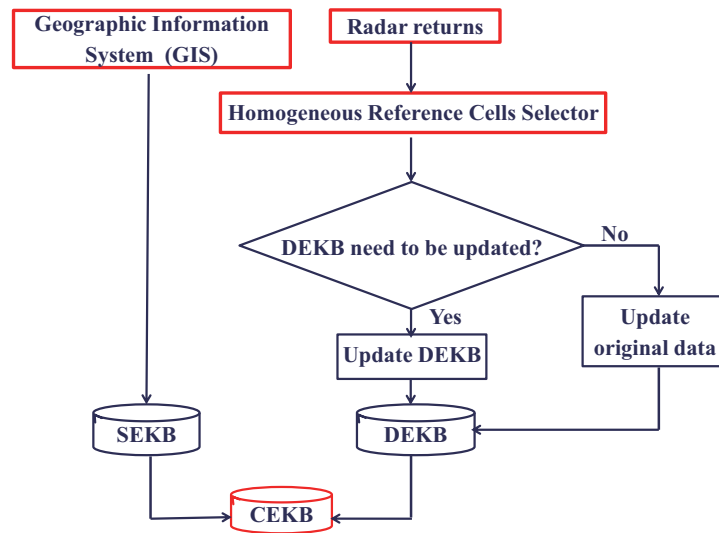 Geographic Information
System (GIS)
Radar returns
Homogeneous Reference Cells Selector
DEKB need to be updated?
No
Yes
Update DEKB
Update
original data
SEKB
DEKB
CEKB